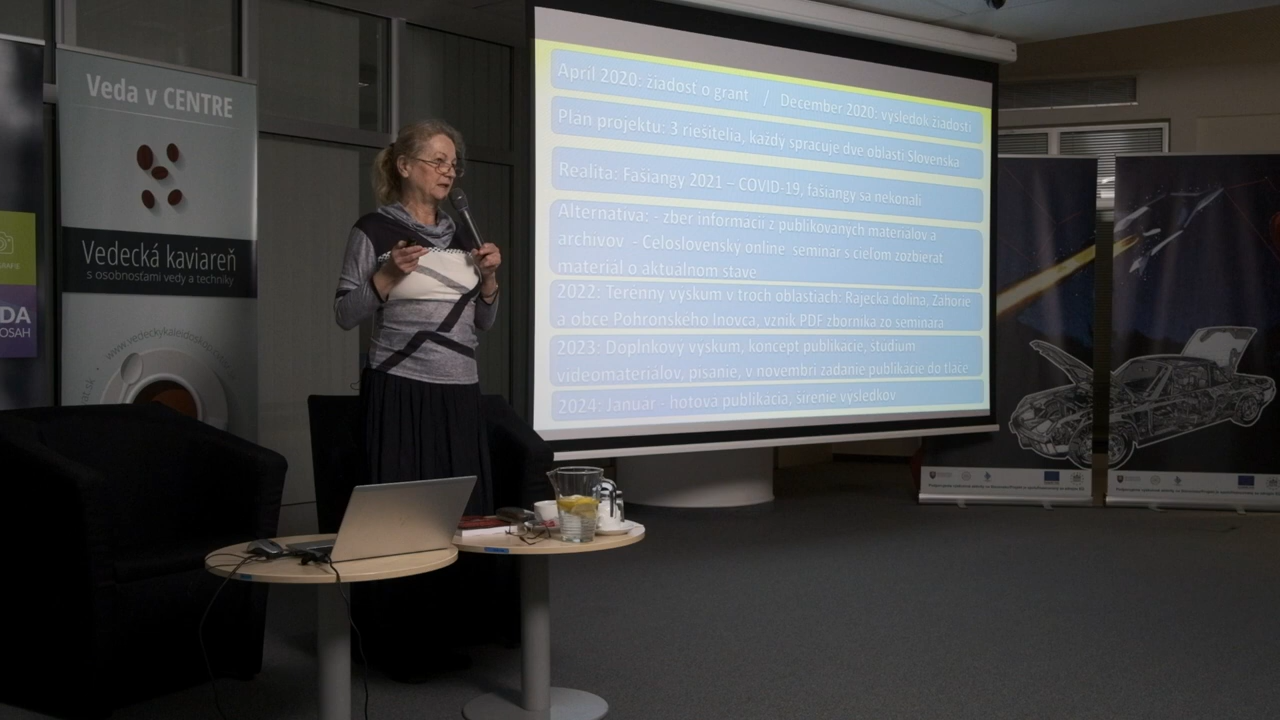 Veda v CENTRE
Vedecká kaviareň
s osobnosťami vedy a techniky
DA
OSAH
Apríl 2020: žiadosť o grant / December 2020: výsledok žiadosti
Plán projektu: 3 riešitelia, každý spracuje dve oblasti Slovenska
Realita: Fašiangy 2021 – COVID-19, fašiangy sa nekonali
Alternatíva: - zber informácií z publikovaných materiálov a
archívov - Celoslovenský online seminár s cieľom zozbierať
materiál o aktuálnom stave
2022: Terénny výskum v troch oblastiach: Rajecká dolina, Záhorie
a obce Pohronského Inovca, vznik PDF zborníka zo seminára
2023: Doplnkový výskum, koncept publikácie, štúdium
videomateriálov, písanie, v novembri zadanie publikácie do tlače
2024: Január - hotová publikácia, šírenie výsledkov